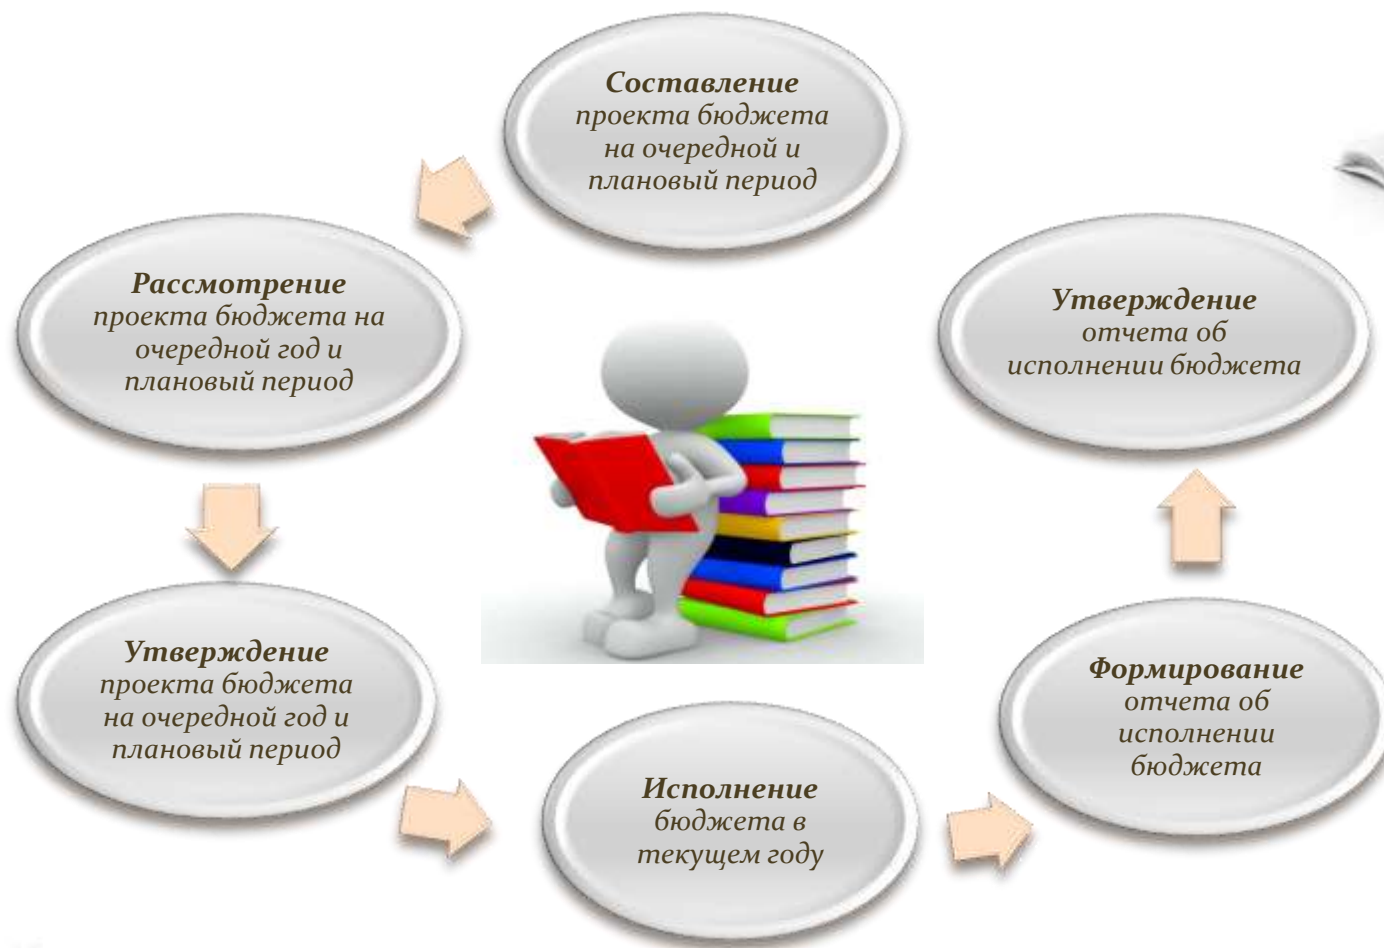 Составление
проекта бюджета
на очередной и
плановый период
Рассмотрение
проекта бюджета на
очередной год и
плановый период
Утверждение
проекта бюджета
на очередной год и
плановый период
Исполнение
бюджета в
текущем году
Формирование
отчета об
исполнении
бюджета
Утверждение
отчета об
исполнении бюджета